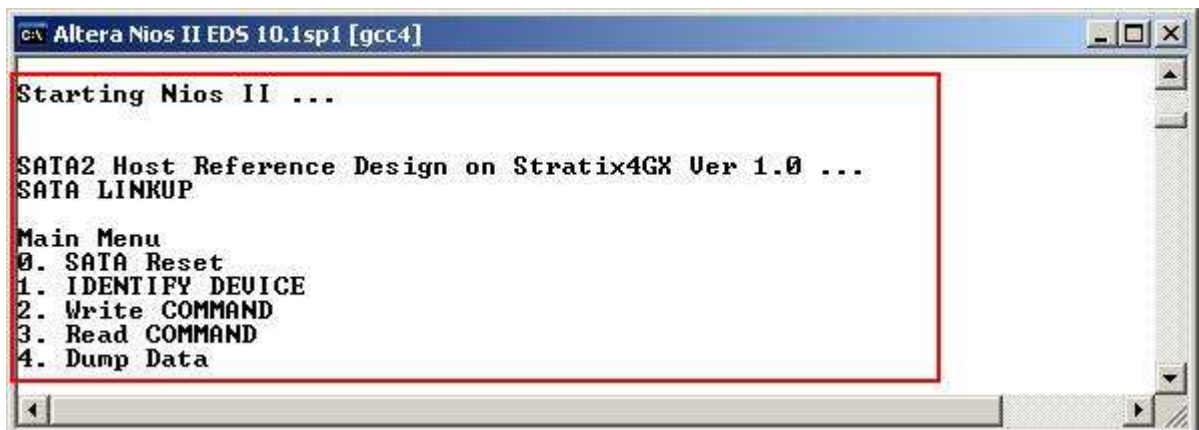 Altera Nios II EDS 10.1sp1 [gcc4]
Starting Nios II ...
SATA2 Host Reference Design on Stratix4GX Ver 1.0 ...
SATA LINKUP
Main Menu
0. SATA Reset
1. IDENTIFY DEVICE
2. Write COMMAND
3. Read COMMAND
4. Dump Data